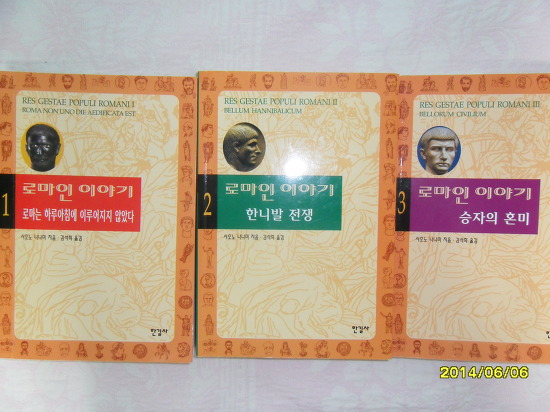 RES GESTAE POPULI ROMANI I
ROMA NON UNO DIE AEDIFICATA EST
1
로마인 이야기
로마는 하루아침에 이루어지지 않았다
시오노 나나미 지음·김석희 옮김
한길사
RES GESTAE POPULI ROMANI II
BELLUM HANNIBALICUM
2
로마인 이야기
한니발 전쟁
시오노 나나미 지음·김석희 옮김
한길사
RES GESTAE POPULI ROMANI III
BELLORUM CIVILIUM
3
로마인 이야기
승자의 혼미
시오노 나나미 지음·김석희 옮김
한길사
2014/06/06